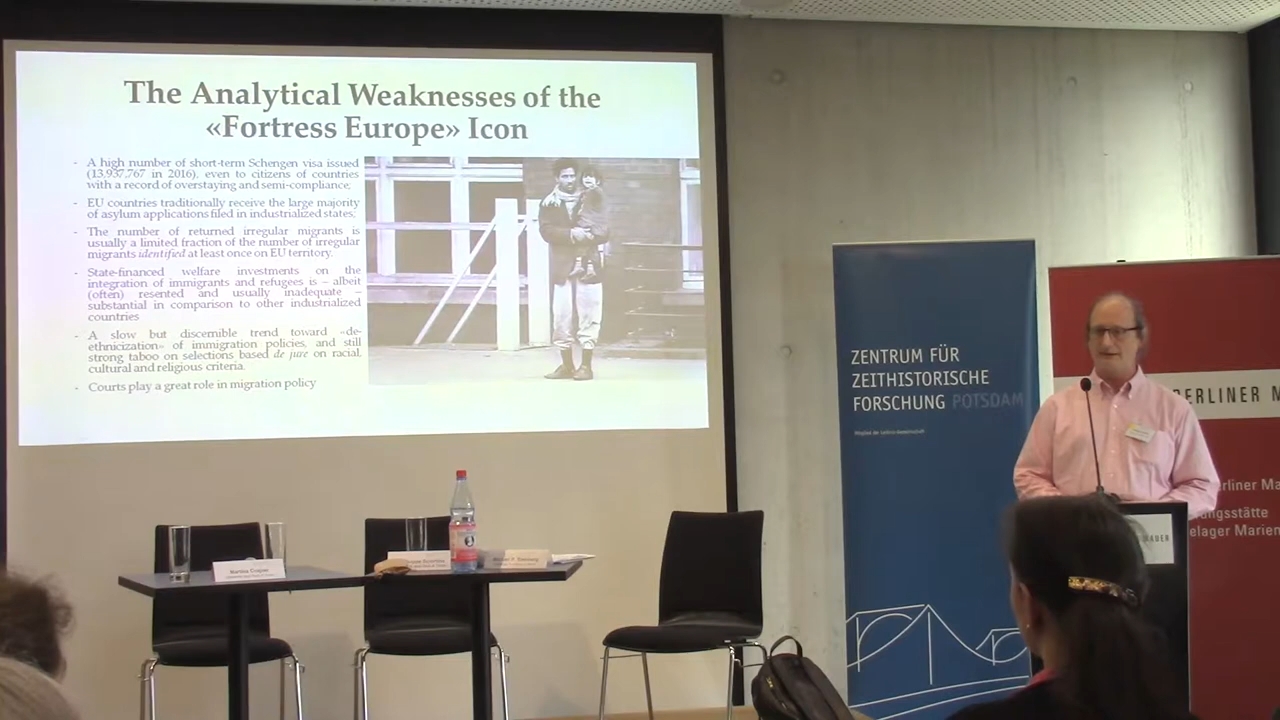 The Analytical Weaknesses of the
«Fortress Europe» Icon
- A high number of short-term Schengen visa issued
(13.937.767 in 2016), even to citizens of countries
with a record of overstaying and semi-compliance;
- EU countries traditionally receive the large majority
of asylum applications filed in industrialized states;
- The number of returned irregular migrants is
usually a limited fraction of the number of irregular
migrants identified at least once on EU territory.
- State-financed welfare investments on the
integration of immigrants and refugees is – albeit
(often) resented and usually inadequate –
substantial in comparison to other industrialized
countries
- A slow but discernible trend toward «de-
ethnicization» of immigration policies, and still
strong taboo on selections based de jure on racial,
cultural and religious criteria.
- Courts play a great role in migration policy
ZENTRUM FÜR
ZEITHISTORISCHE
FORSCHUNG POTSDAM
BERLINER M
erliner Ma
ungsstätte
elager Marien
AUER